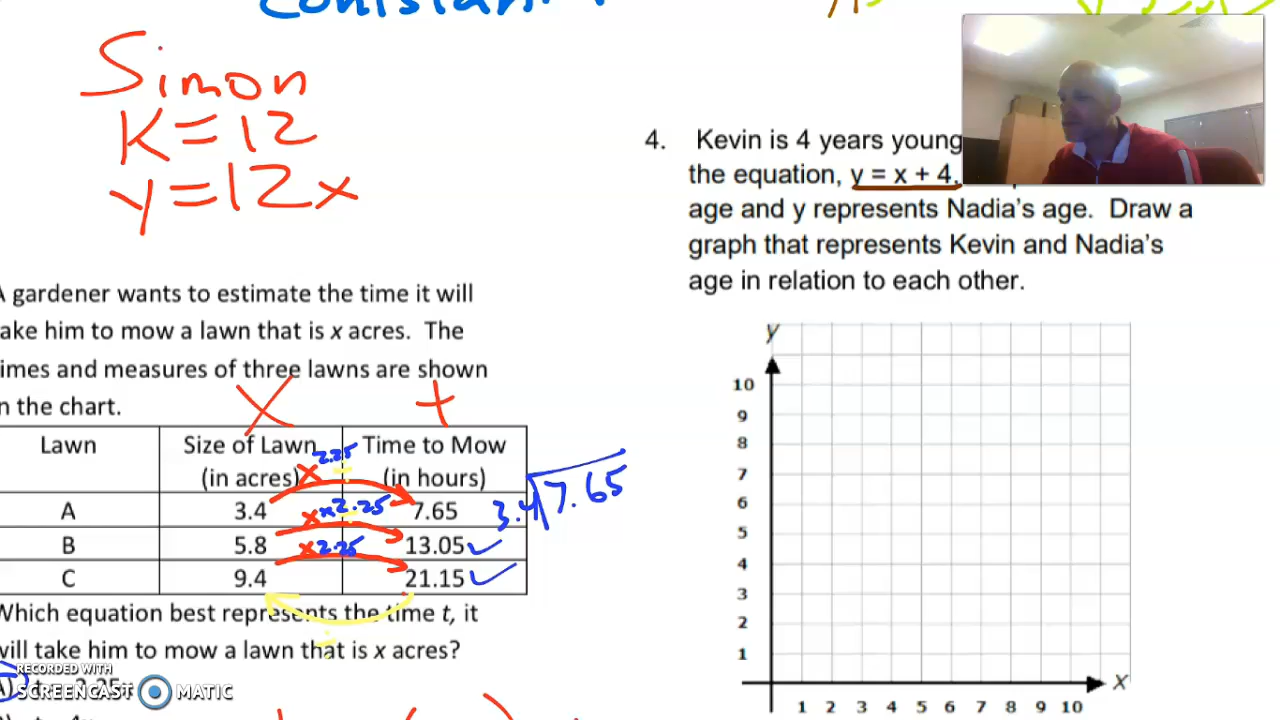 Simon
K=12
y=12x
A gardener wants to estimate the time it will
take him to mow a lawn that is x acres. The
times and measures of three lawns are shown
in the chart.
X t
Lawn Size of Lawn (in acres) Time to Mow (in hours)
x 2.25
A 3.4 x x2.25 7.65 3.4 7.65
B 5.8 x 2.25 13.05
C 9.4 21.15
÷
Which equation best represents the time t, it
will take him to mow a lawn that is x acres?
RECORDED WITH
SCREENCAST MATIC
4. Kevin is 4 years young
the equation, y = x + 4,
age and y represents Nadia's age. Draw a
graph that represents Kevin and Nadia's
age in relation to each other.
y
10
9
8
7
6
5
4
3
2
1
x
1 2 3 4 5 6 7 8 9 10